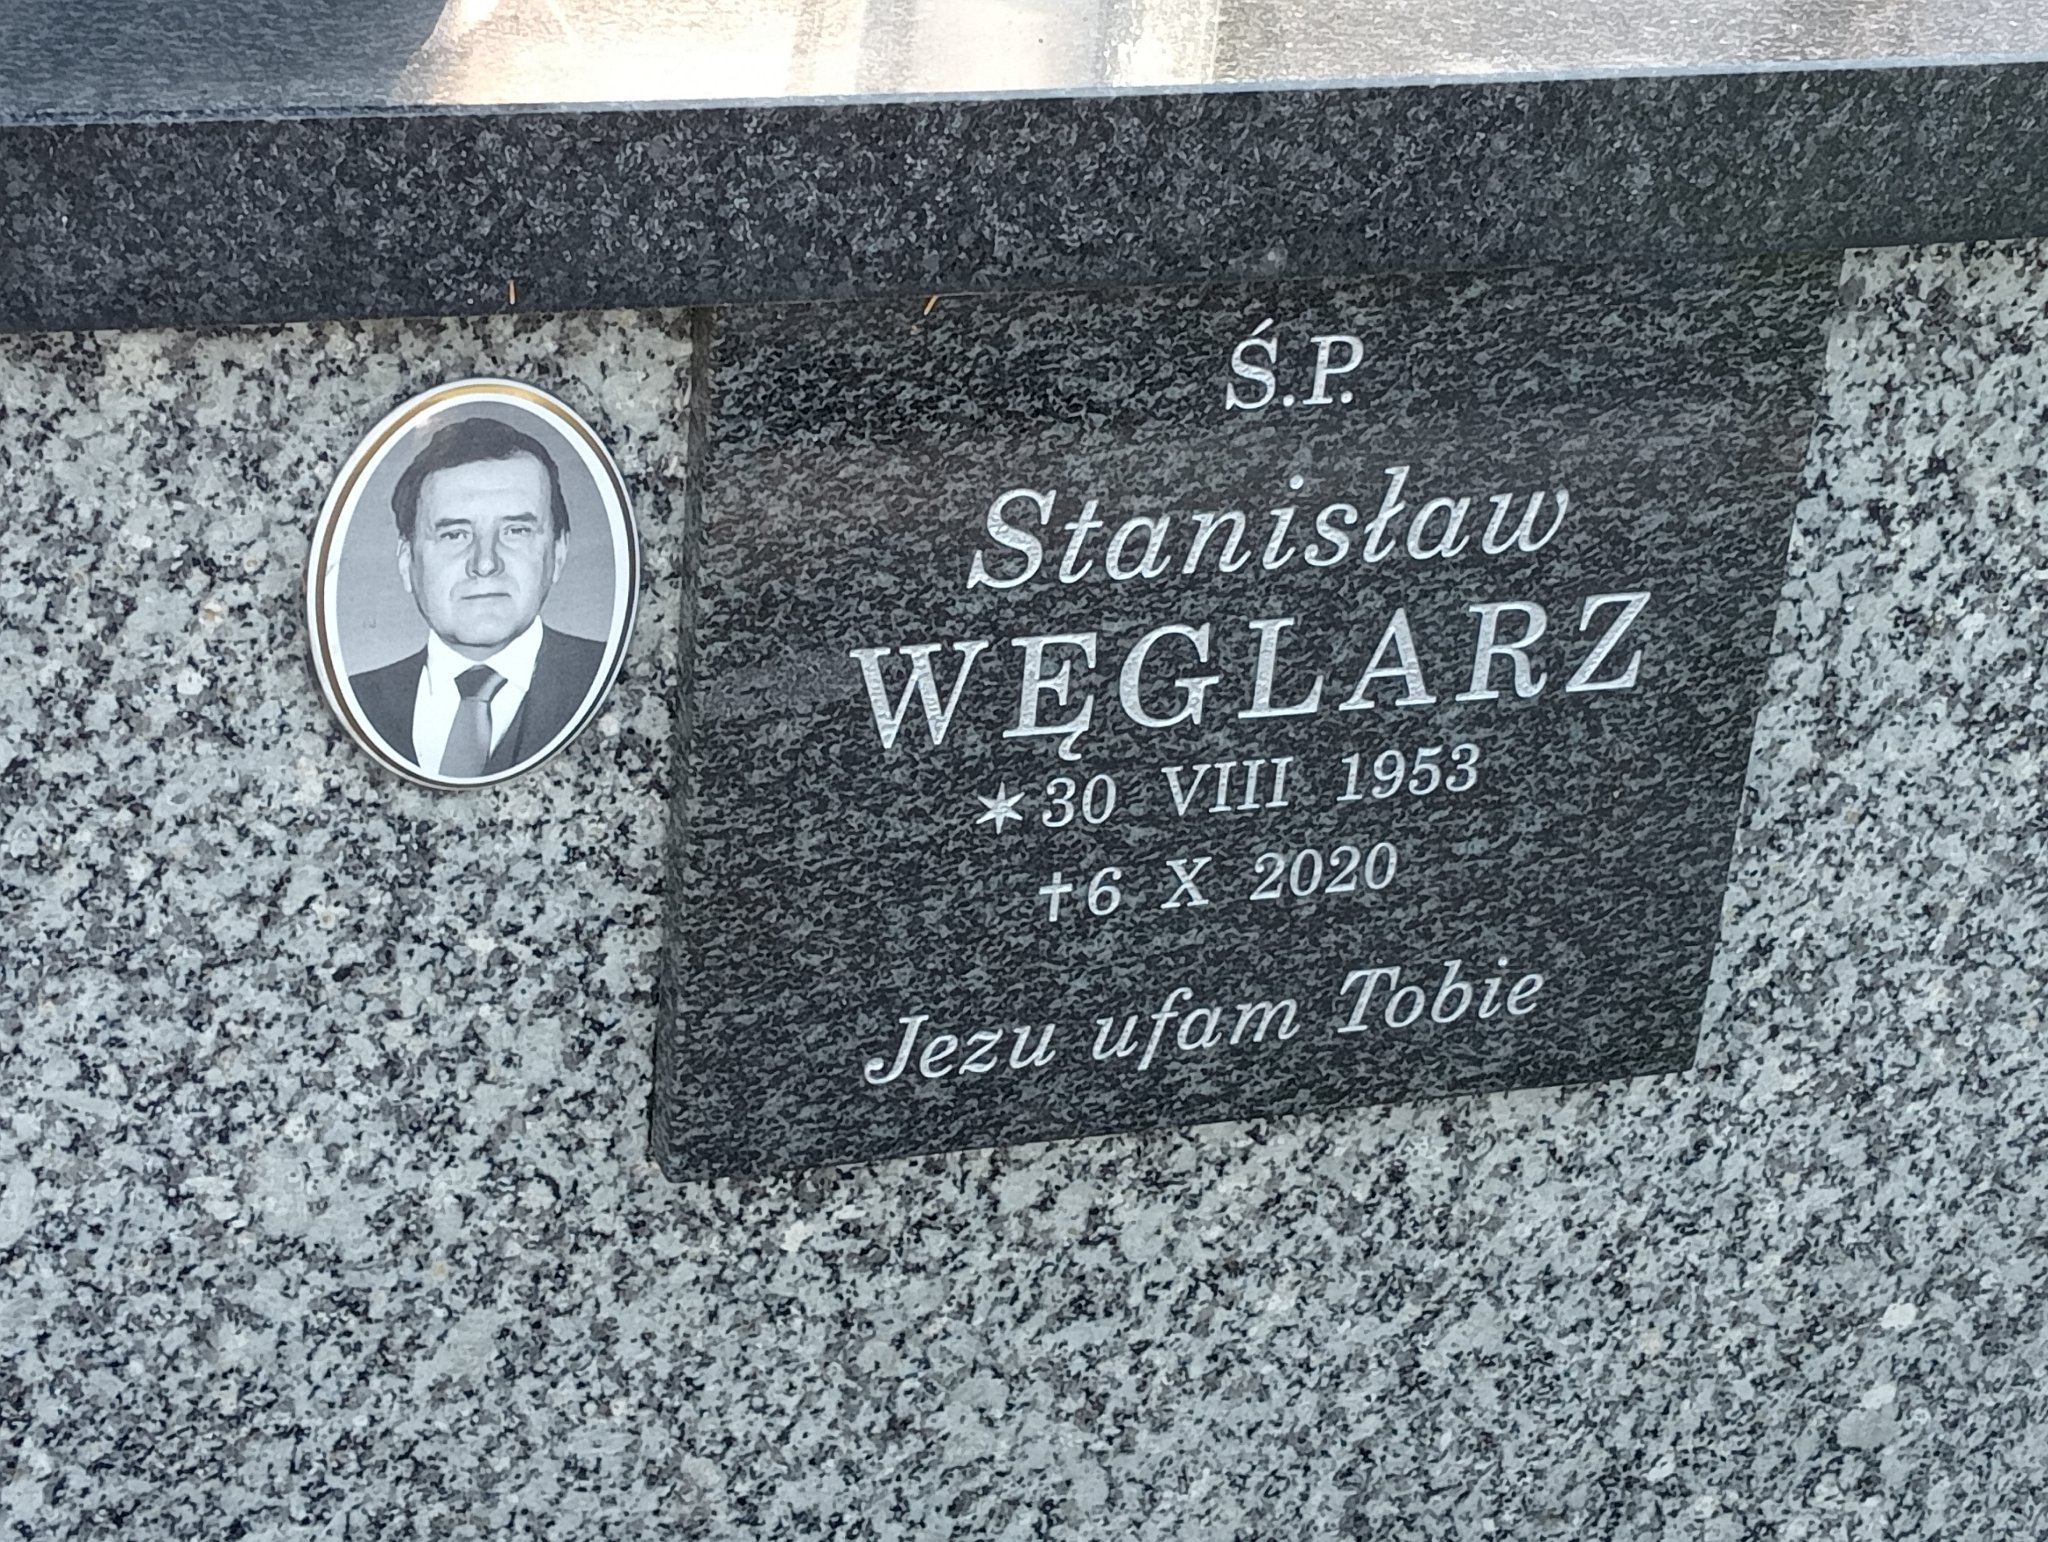 Ś.P.
Stanisław
WĘGLARZ
✶ 30 VIII 1953
✝ 6 X 2020
Jezu ufam Tobie